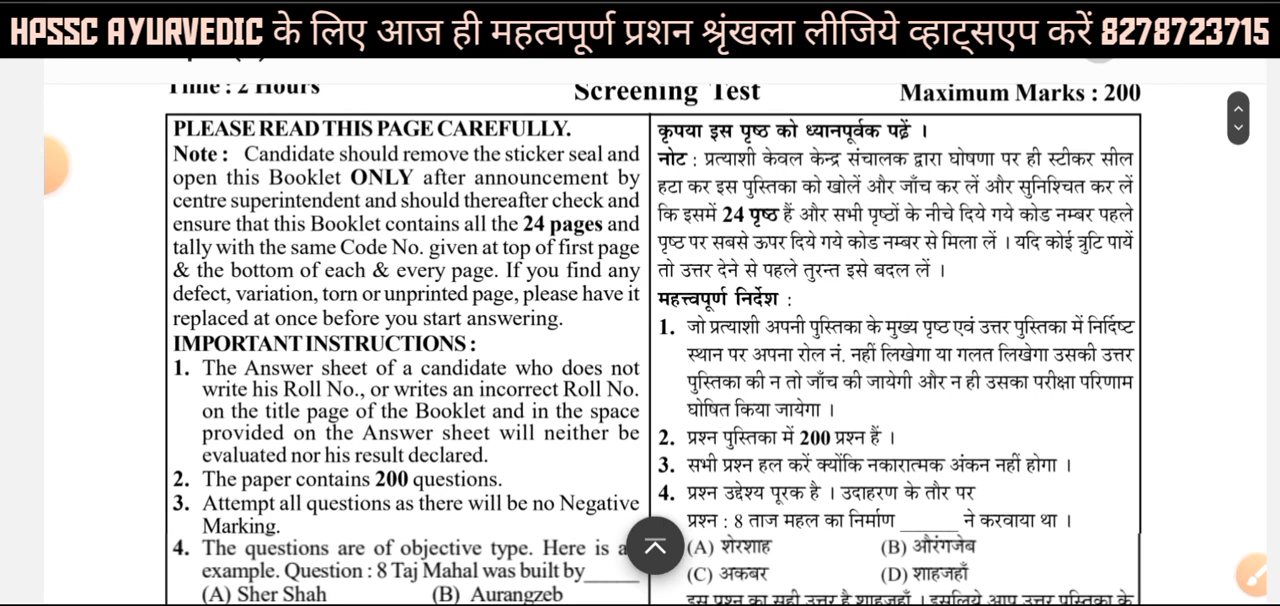 HPSSC AYURVEDIC के लिए आज ही महत्वपूर्ण प्रशन श्रृंखला लीजिये व्हाट्सएप करें 8278723715
Time : 2 Hours
Screening Test
Maximum Marks : 200
PLEASE READ THIS PAGE CAREFULLY.
Note : Candidate should remove the sticker seal and
open this Booklet ONLY after announcement by
centre superintendent and should thereafter check and
ensure that this Booklet contains all the 24 pages and
tally with the same Code No. given at top of first page
& the bottom of each & every page. If you find any
defect, variation, torn or unprinted page, please have it
replaced at once before you start answering.
IMPORTANT INSTRUCTIONS :
1. The Answer sheet of a candidate who does not
write his Roll No., or writes an incorrect Roll No.
on the title page of the Booklet and in the space
provided on the Answer sheet will neither be
evaluated nor his result declared.
2. The paper contains 200 questions.
3. Attempt all questions as there will be no Negative
Marking.
4. The questions are of objective type. Here is a
example. Question : 8 Taj Mahal was built by______
(A) Sher Shah (B) Aurangzeb
कृपया इस पृष्ठ को ध्यानपूर्वक पढ़ें ।
नोट : प्रत्याशी केवल केन्द्र संचालक द्वारा घोषणा पर ही स्टीकर सील
हटा कर इस पुस्तिका को खोलें और जाँच कर लें और सुनिश्चित कर लें
कि इसमें 24 पृष्ठ हैं और सभी पृष्ठों के नीचे दिये गये कोड नम्बर पहले
पृष्ठ पर सबसे ऊपर दिये गये कोड नम्बर से मिला लें । यदि कोई त्रुटि पायें
तो उत्तर देने से पहले तुरन्त इसे बदल लें ।
महत्त्वपूर्ण निर्देश :
1. जो प्रत्याशी अपनी पुस्तिका के मुख्य पृष्ठ एवं उत्तर पुस्तिका में निर्दिष्ट
स्थान पर अपना रोल नं. नहीं लिखेगा या गलत लिखेगा उसकी उत्तर
पुस्तिका की न तो जाँच की जायेगी और न ही उसका परीक्षा परिणाम
घोषित किया जायेगा ।
2. प्रश्न पुस्तिका में 200 प्रश्न हैं ।
3. सभी प्रश्न हल करें क्योंकि नकारात्मक अंकन नहीं होगा ।
4. प्रश्न उद्देश्य पूरक है । उदाहरण के तौर पर
प्रश्न : 8 ताज महल का निर्माण ______ ने करवाया था ।
(A) शेरशाह (B) औरंगजेब
(C) अकबर (D) शाहजहाँ
इस प्रश्न का सही उत्तर है शाहजहाँ । इसलिये आप उत्तर पुस्तिका के